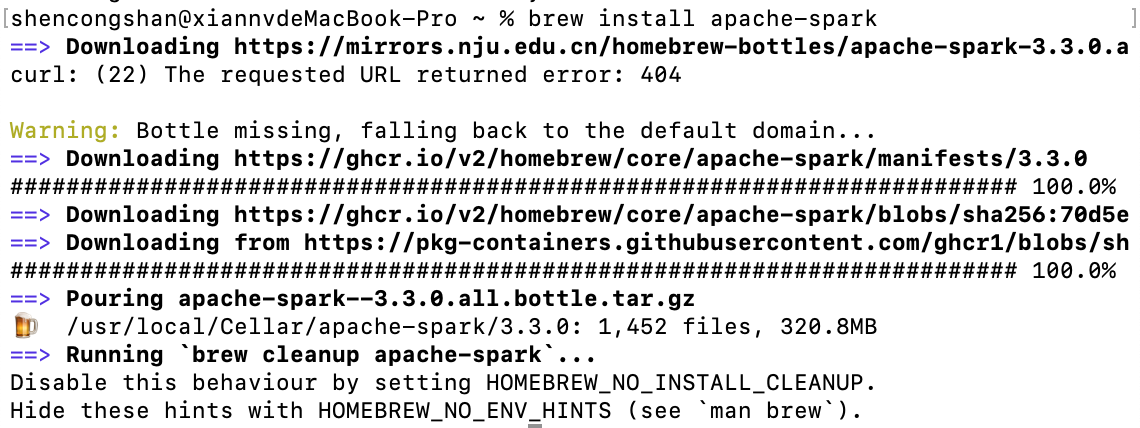 shencongshan@xiannvdeMacBook-Pro ~ % brew install apache-spark
==> Downloading https://mirrors.nju.edu.cn/homebrew-bottles/apache-spark-3.3.0.a
curl: (22) The requested URL returned error: 404
Warning: Bottle missing, falling back to the default domain...
==> Downloading https://ghcr.io/v2/homebrew/core/apache-spark/manifests/3.3.0
######################################################################## 100.0%
==> Downloading https://ghcr.io/v2/homebrew/core/apache-spark/blobs/sha256:70d5e
==> Downloading from https://pkg-containers.githubusercontent.com/ghcr1/blobs/sh
######################################################################## 100.0%
==> Pouring apache-spark--3.3.0.all.bottle.tar.gz
🍺  /usr/local/Cellar/apache-spark/3.3.0: 1,452 files, 320.8MB
==> Running `brew cleanup apache-spark`...
Disable this behaviour by setting HOMEBREW_NO_INSTALL_CLEANUP.
Hide these hints with HOMEBREW_NO_ENV_HINTS (see `man brew`).